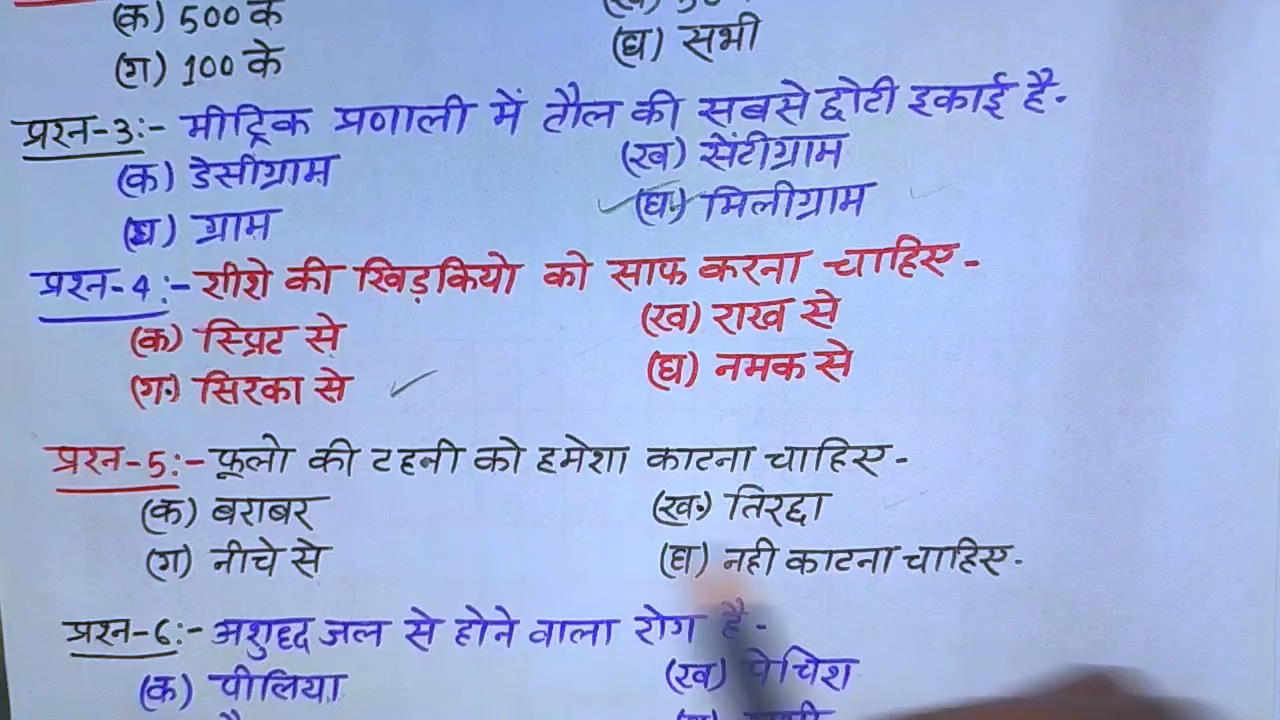 (क) 500 के
(ग) 100 के (घ) सभी
प्रश्न-3:- मीट्रिक प्रणाली में तौल की सबसे छोटी इकाई है-
(क) डेसीग्राम (ख) सेंटीग्राम
(घ) ग्राम (घ) मिलीग्राम
प्रश्न-4:- शीशे की खिड़कियो को साफ करना चाहिए-
(क) स्प्रिट से (ख) राख से
(ग) सिरका से (घ) नमक से
प्रश्न-5:- फूलो की टहनी को हमेशा काटना चाहिए-
(क) बराबर (ख) तिरछा
(ग) नीचे से (घ) नही काटना चाहिए-
प्रश्न-6:- अशुद्ध जल से होने वाला रोग है-
(क) पीलिया (ख) पेचिश